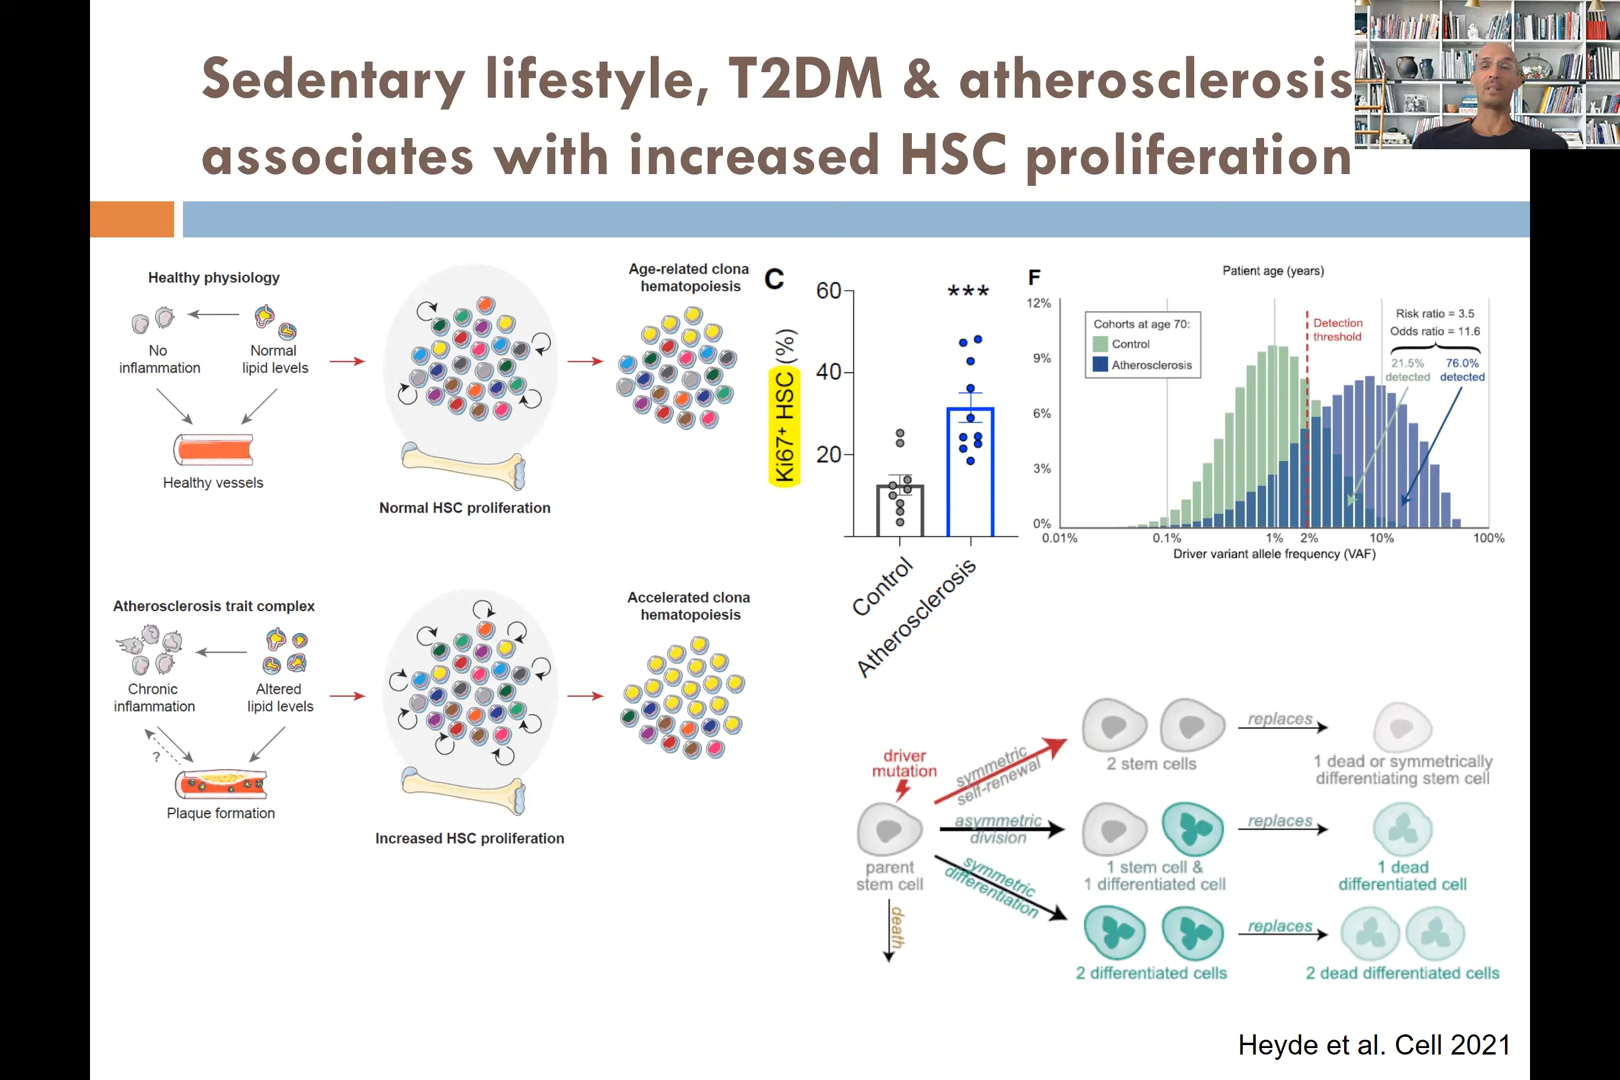 Sedentary lifestyle, T2DM & atherosclerosis
associates with increased HSC proliferation
Healthy physiology
No
inflammation
Normal
lipid levels
Healthy vessels
Normal HSC proliferation
Age-related clona
hematopoiesis
Atherosclerosis trait complex
Chronic
inflammation
Altered
lipid levels
?
Plaque formation
Increased HSC proliferation
Accelerated clona
hematopoiesis
C
60
40
20
Ki67+ HSC (%)
***
Control
Atherosclerosis
F
Patient age (years)
12%
9%
6%
3%
0%
Cohorts at age 70:
Control
Atherosclerosis
Detection
threshold
Risk ratio = 3.5
Odds ratio = 11.6
21.5%
detected
76.0%
detected
0.01%
0.1%
1%
2%
10%
100%
Driver variant allele frequency (VAF)
driver
mutation
parent
stem cell
death
symmetric
self-renewal
2 stem cells
replaces
1 dead or symmetrically
differentiating stem cell
asymmetric
division
1 stem cell &
1 differentiated cell
replaces
1 dead
differentiated cell
symmetric
differentiation
2 differentiated cells
replaces
2 dead differentiated cells
Heyde et al. Cell 2021